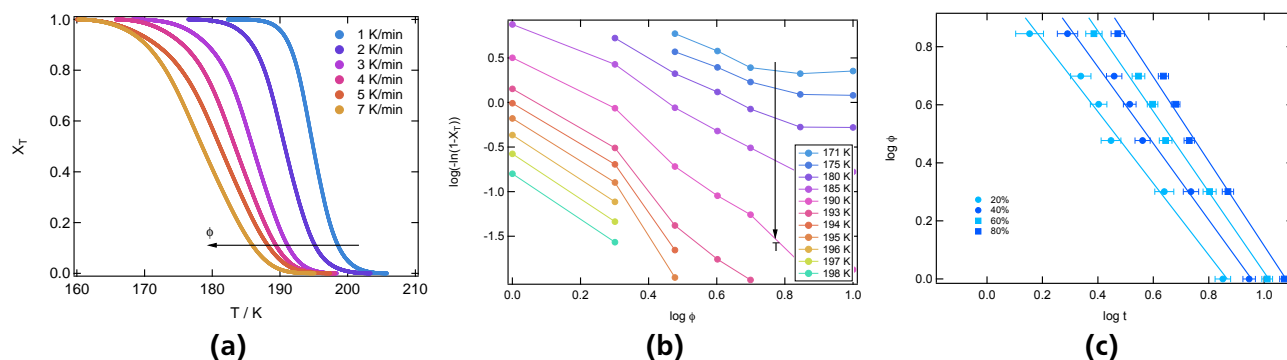 1.0
0.8
0.6
0.4
0.2
0.0
X_T
1 K/min
2 K/min
3 K/min
4 K/min
5 K/min
7 K/min
ϕ
160 170 180 190 200 210
T / K
(a)
0.5
0.0
-0.5
-1.0
-1.5
log(-ln(1-X_T))
171 K
175 K
180 K
185 K
190 K
193 K
194 K
195 K
196 K
197 K
198 K
T
0.0 0.2 0.4 0.6 0.8 1.0
log ϕ
(b)
0.8
0.6
0.4
0.2
0.0
log ϕ
20%
40%
60%
80%
0.0 0.2 0.4 0.6 0.8 1.0
log t
(c)